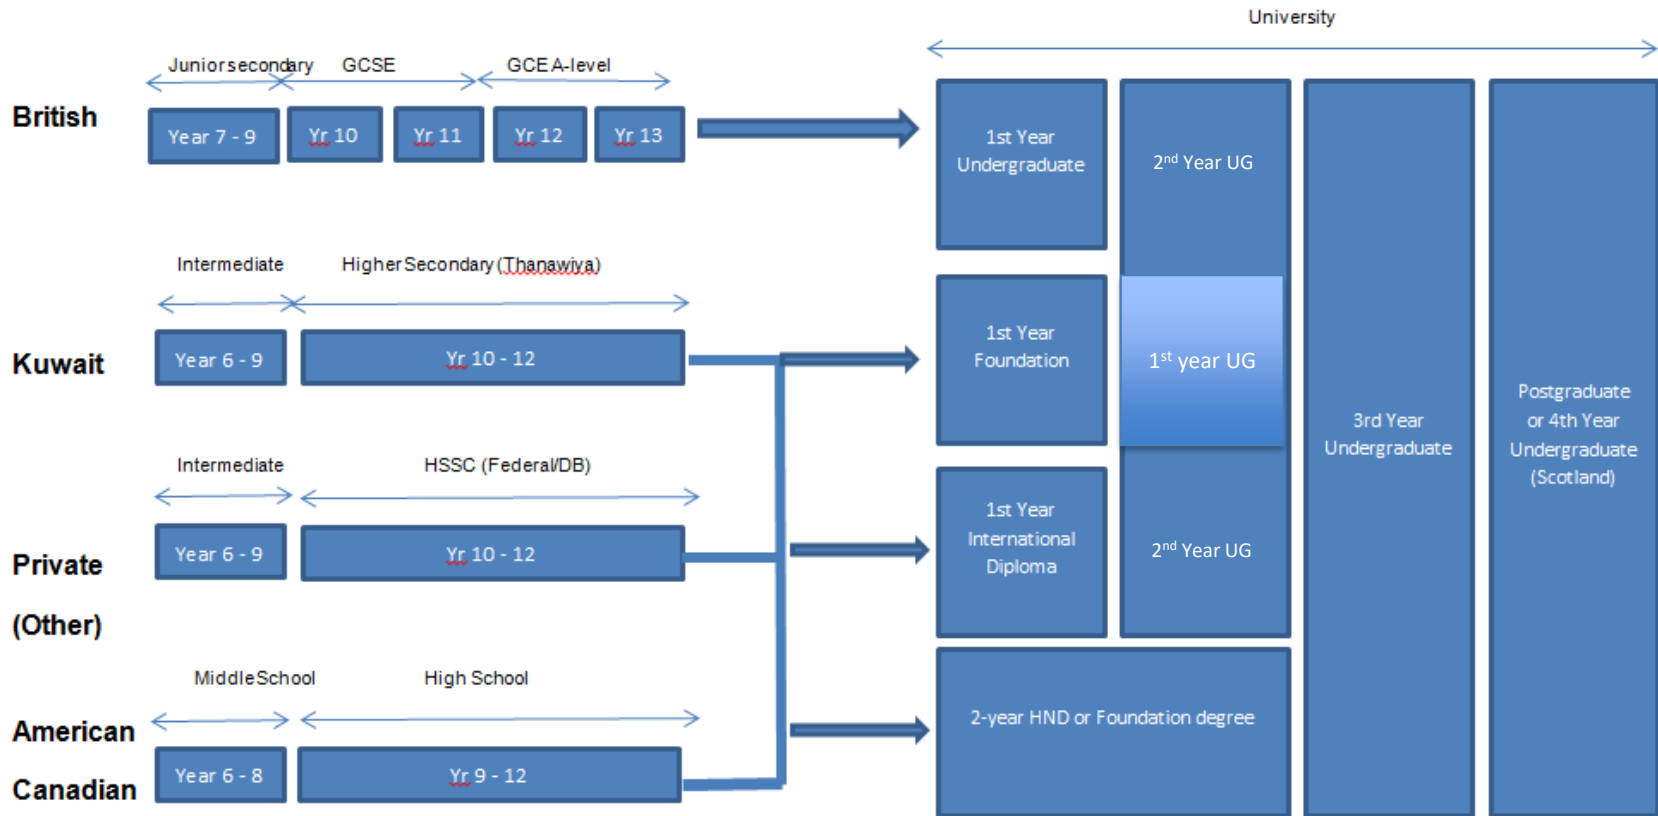 University
Junior secondary GCSE GCE A-level
British
Year 7 - 9 Yr 10 Yr 11 Yr 12 Yr 13
1st Year
Undergraduate
2nd Year UG
Intermediate Higher Secondary (Thanawiya)
Kuwait
Year 6 - 9 Yr 10 - 12
1st Year
Foundation
1st year UG
3rd Year
Undergraduate
Postgraduate
or 4th Year
Undergraduate
(Scotland)
Intermediate HSSC (Federal/DB)
Private
(Other)
Year 6 - 9 Yr 10 - 12
1st Year
International
Diploma
2nd Year UG
Middle School High School
American
Canadian
Year 6 - 8 Yr 9 - 12
2-year HND or Foundation degree